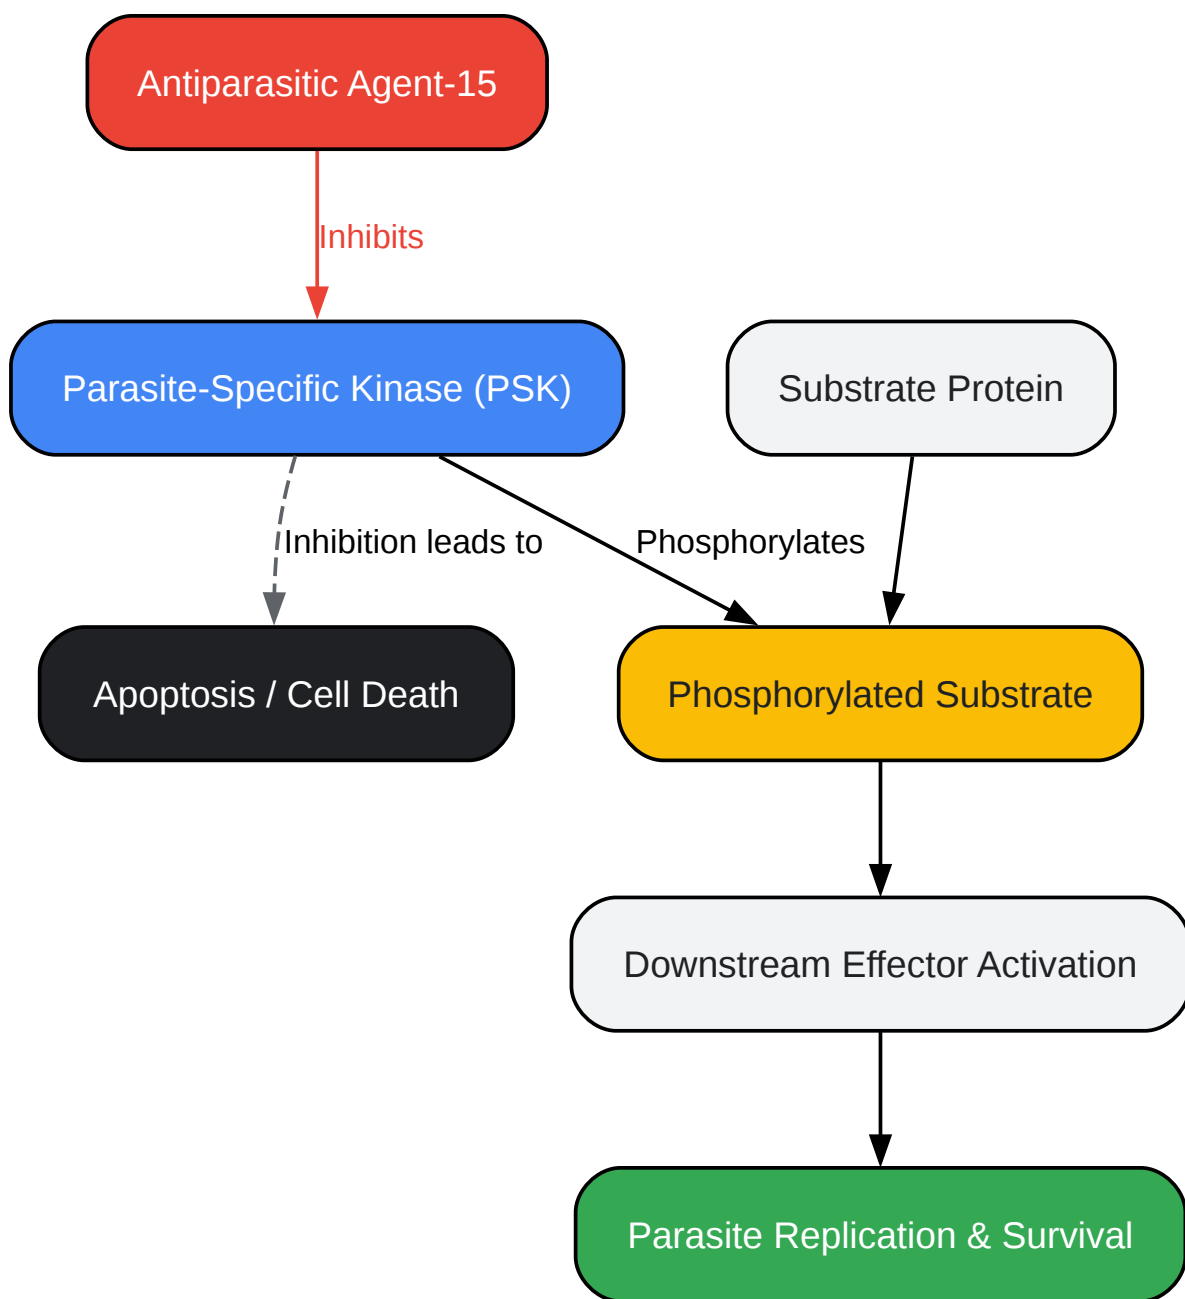 Antiparasitic Agent-15
Inhibits
Parasite-Specific Kinase (PSK)
Substrate Protein
Inhibition leads to
Phosphorylates
Apoptosis / Cell Death
Phosphorylated Substrate
Downstream Effector Activation
Parasite Replication & Survival